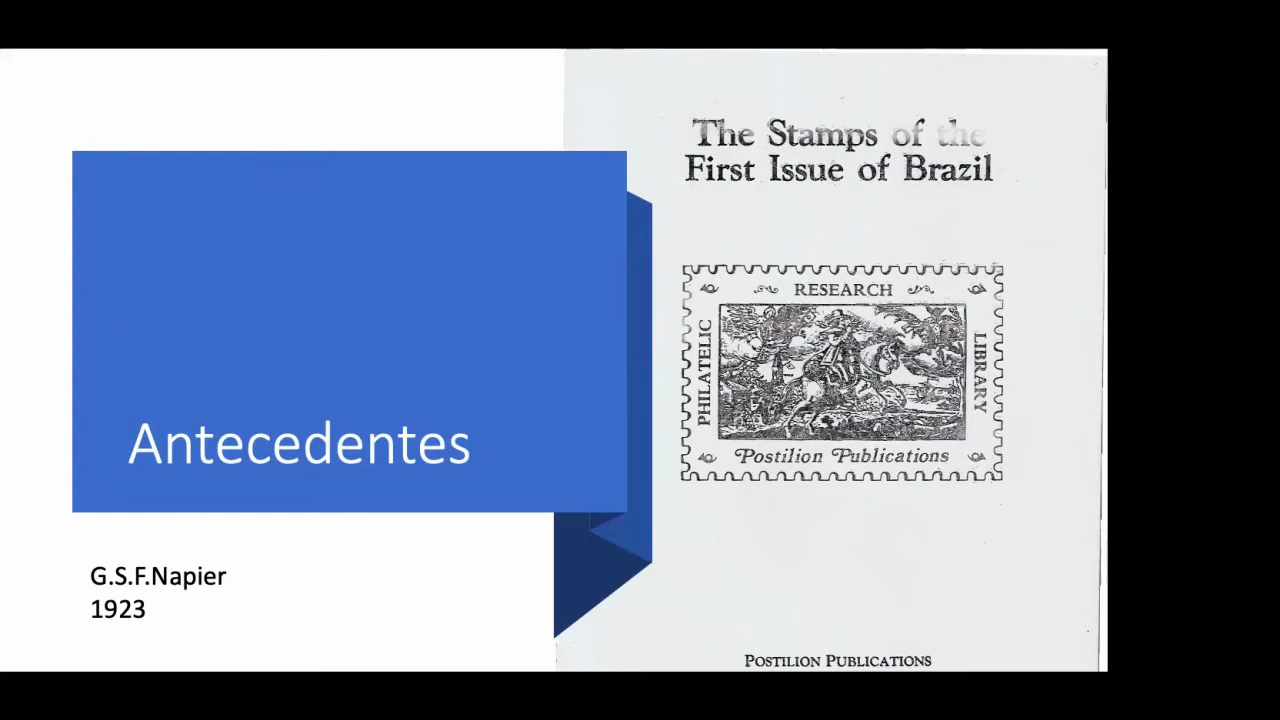 Antecedentes
G.S.F.Napier
1923
The Stamps of the
First Issue of Brazil
RESEARCH
PHILATELIC
LIBRARY
Postilion Publications
POSTILION PUBLICATIONS